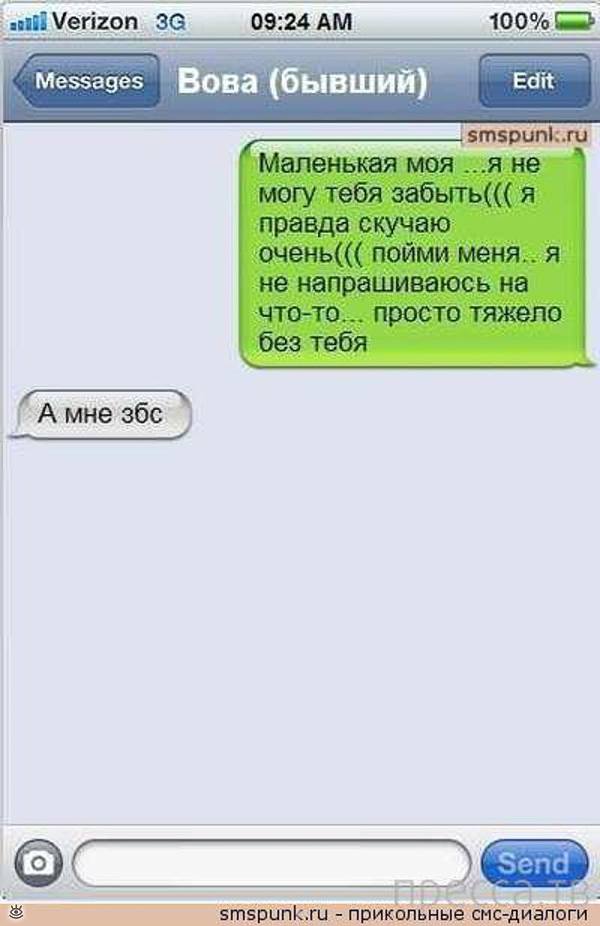 Verizon 3G 09:24 AM 100%
Messages Вова (бывший) Edit
smspunk.ru
Маленькая моя ...я не
могу тебя забыть((( я
правда скучаю
очень((( пойми меня.. я
не напрашиваюсь на
что-то... просто тяжело
без тебя
А мне збс
Send
пресса.тв
smspunk.ru - прикольные смс-диалоги